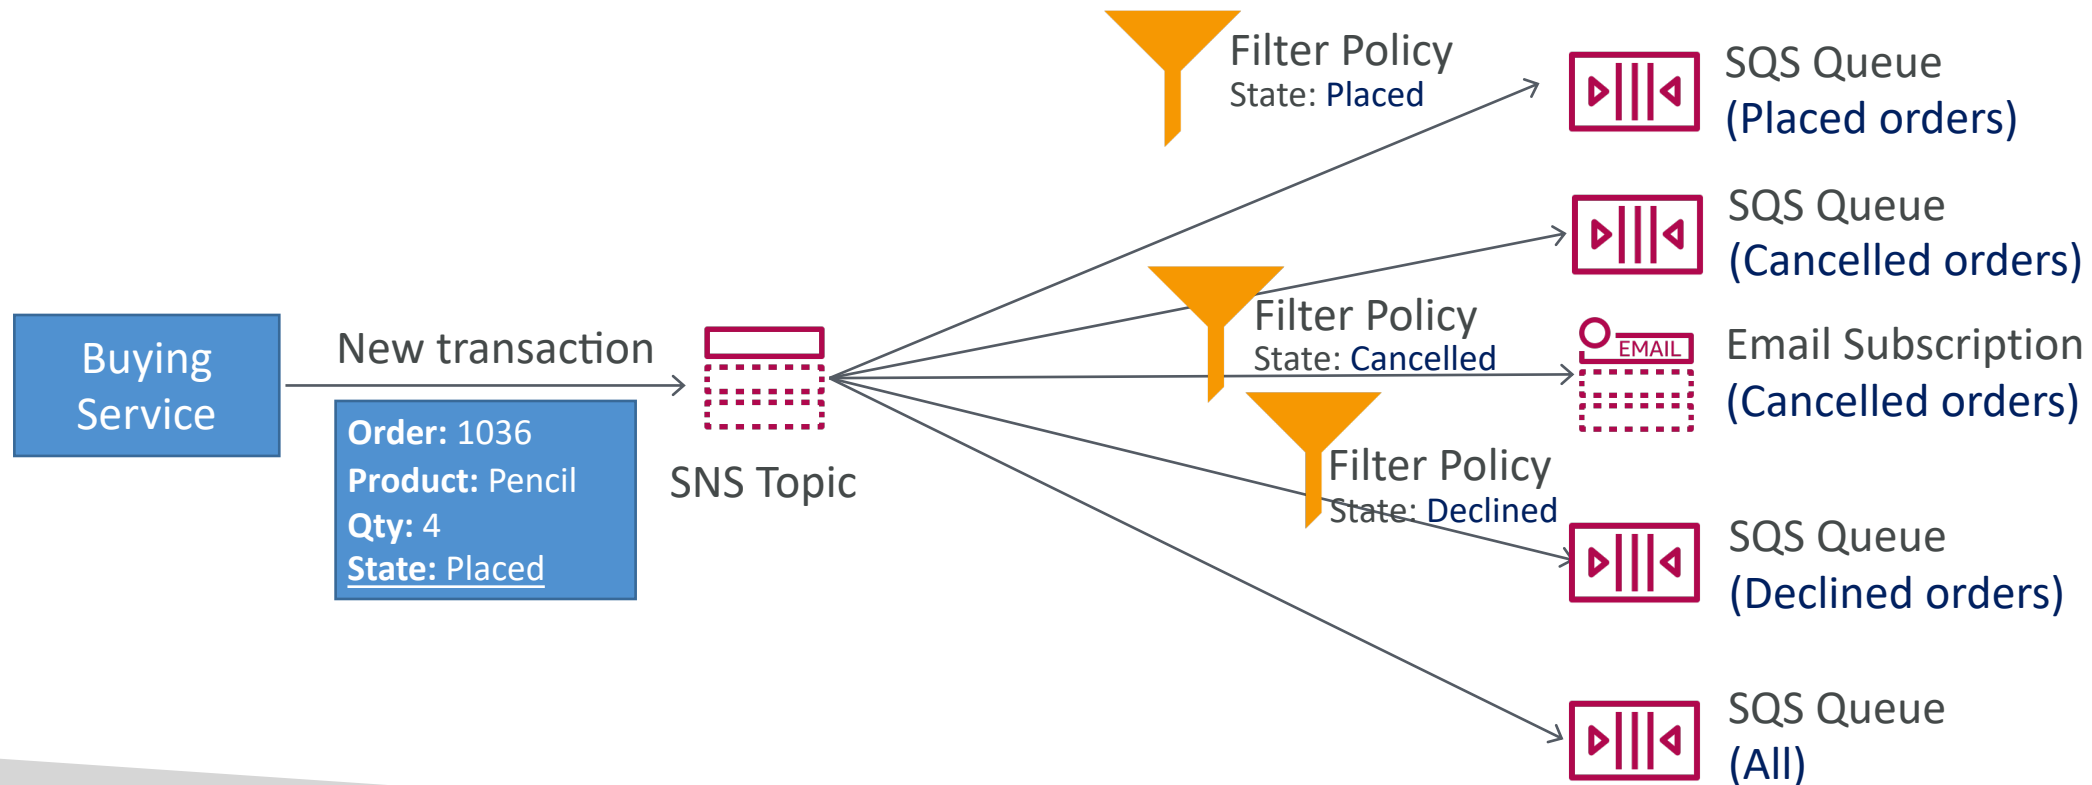 Buying
Service
New transaction
Order: 1036
Product: Pencil
Qty: 4
State: Placed
SNS Topic
Filter Policy
State: Placed
Filter Policy
State: Cancelled
Filter Policy
State: Declined
SQS Queue
(Placed orders)
SQS Queue
(Cancelled orders)
EMAIL
Email Subscription
(Cancelled orders)
SQS Queue
(Declined orders)
SQS Queue
(All)